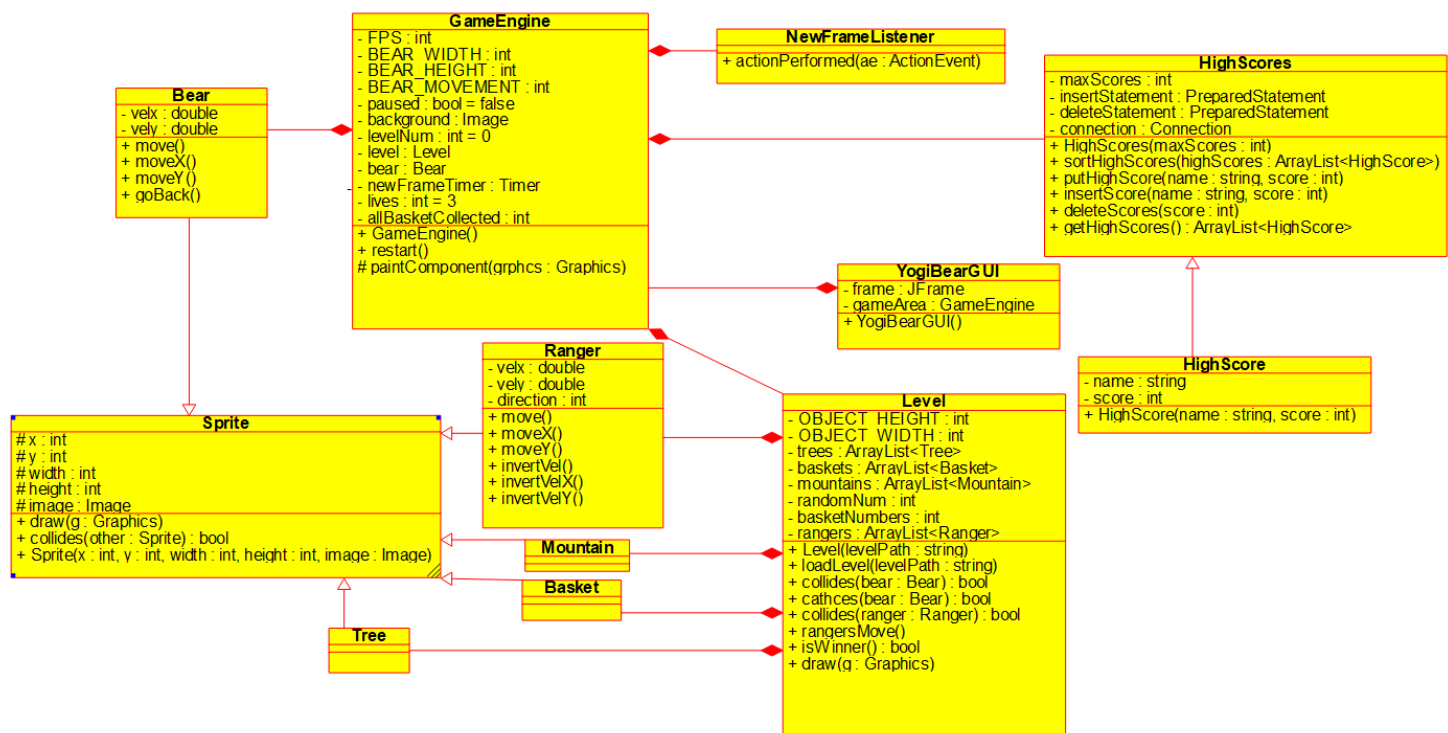 GameEngine
- FPS : int
- BEAR_WIDTH : int
- BEAR_HEIGHT : int
- BEAR_MOVEMENT : int
- paused : bool = false
- background : Image
- levelNum : int = 0
- level : Level
- bear : Bear
- newFrameTimer : Timer
- lives : int = 3
- allBasketCollected : int
+ GameEngine()
+ restart()
# paintComponent(grphcs : Graphics)
NewFrameListener
+ actionPerformed(ae : ActionEvent)
HighScores
- maxScores : int
- insertStatement : PreparedStatement
- deleteStatement : PreparedStatement
- connection : Connection
+ HighScores(maxScores : int)
+ sortHighScores(highScores : ArrayList<HighScore>)
+ putHighScore(name : string, score : int)
+ insertScore(name : string, score : int)
+ deleteScores(score : int)
+ getHighScores() : ArrayList<HighScore>
Bear
- velx : double
- vely : double
+ move()
+ moveX()
+ moveY()
+ goBack()
YogiBearGUI
- frame : JFrame
- gameArea : GameEngine
+ YogiBearGUI()
Ranger
- velx : double
- vely : double
- direction : int
+ move()
+ moveX()
+ moveY()
+ invertVel()
+ invertVelX()
+ invertVelY()
HighScore
- name : string
- score : int
+ HighScore(name : string, score : int)
Level
- OBJECT_HEIGHT : int
- OBJECT_WIDTH : int
- trees : ArrayList<Tree>
- baskets : ArrayList<Basket>
- mountains : ArrayList<Mountain>
- randomNum : int
- basketNumbers : int
- rangers : ArrayList<Ranger>
+ Level(levelPath : string)
+ loadLevel(levelPath : string)
+ collides(bear : Bear) : bool
+ cathces(bear : Bear) : bool
+ collides(ranger : Ranger) : bool
+ rangersMove()
+ isWinner() : bool
+ draw(g : Graphics)
Sprite
# x : int
# y : int
# width : int
# height : int
# image : Image
+ draw(g : Graphics)
+ collides(other : Sprite) : bool
+ Sprite(x : int, y : int, width : int, height : int, image : Image)
Mountain
Basket
Tree